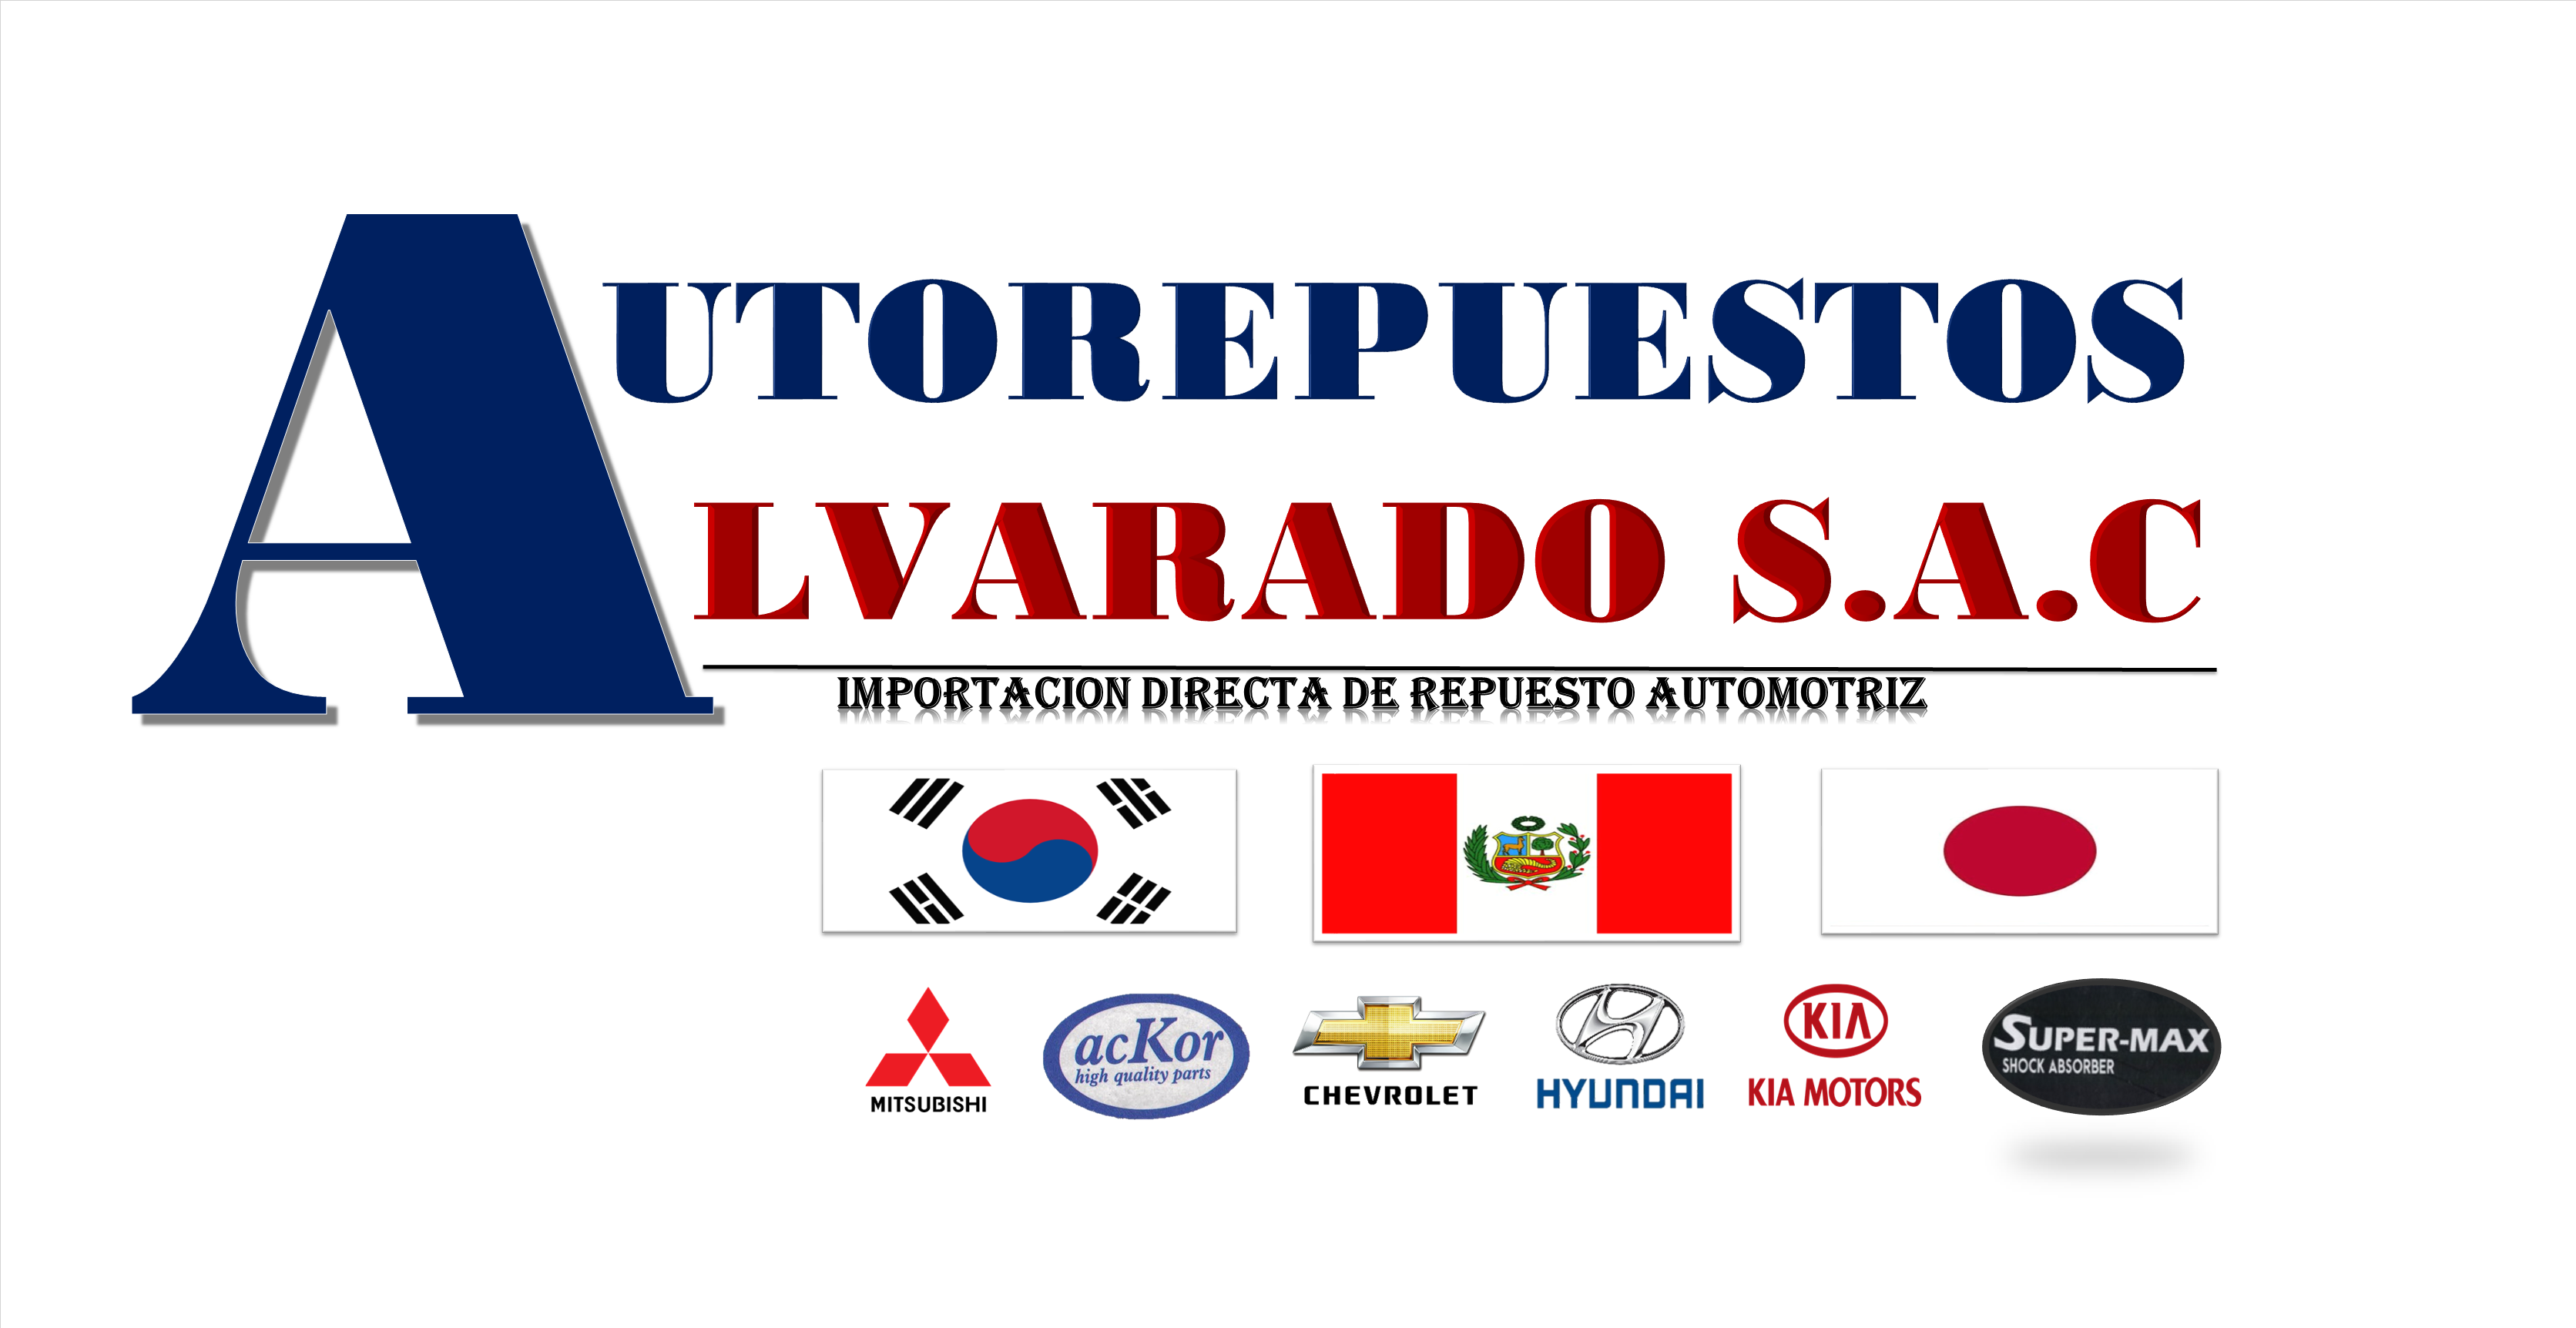 AUTOREPUESTOS
ALVARADO S.A.C
IMPORTACION DIRECTA DE REPUESTO AUTOMOTRIZ
MITSUBISHI
acKor
high quality parts
CHEVROLET
HYUNDAI
KIA
KIA MOTORS
SUPER-MAX
SHOCK ABSORBER